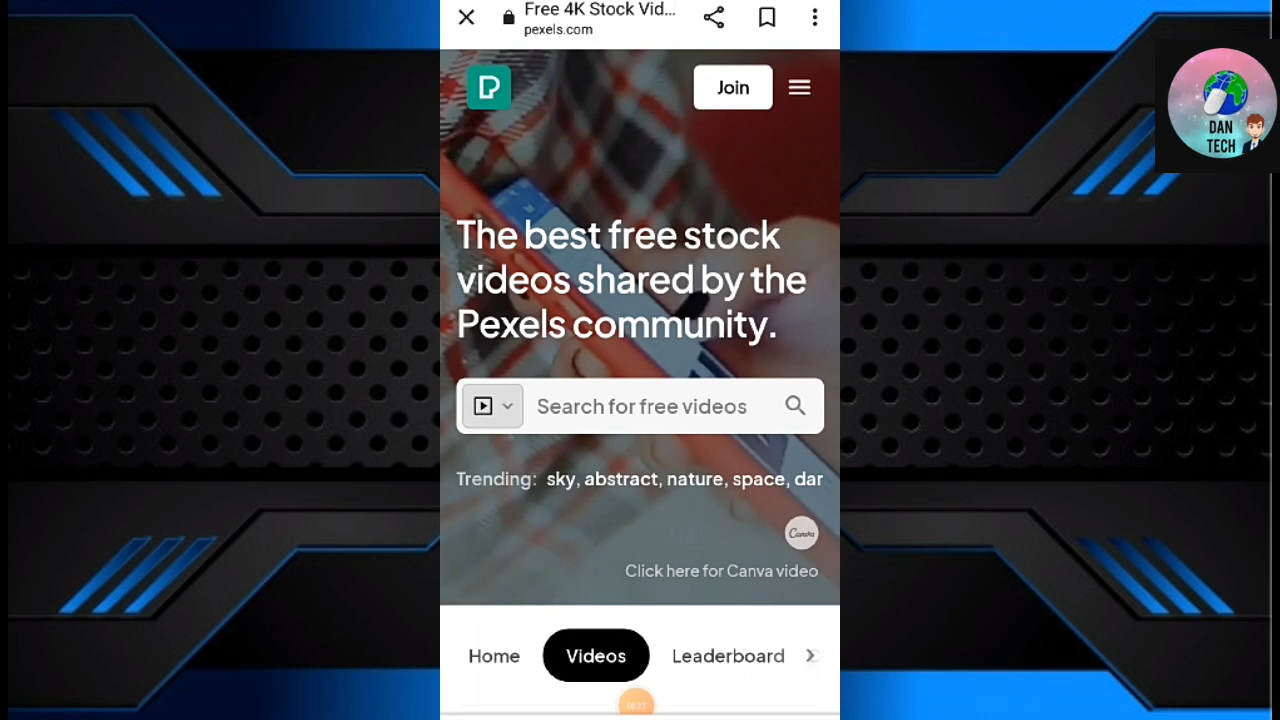 Free 4K Stock Vid...
pexels.com
Join
DAN
TECH
The best free stock
videos shared by the
Pexels community.
Search for free videos
Trending: sky, abstract, nature, space, dar
Canva
Click here for Canva video
Home Videos Leaderboard